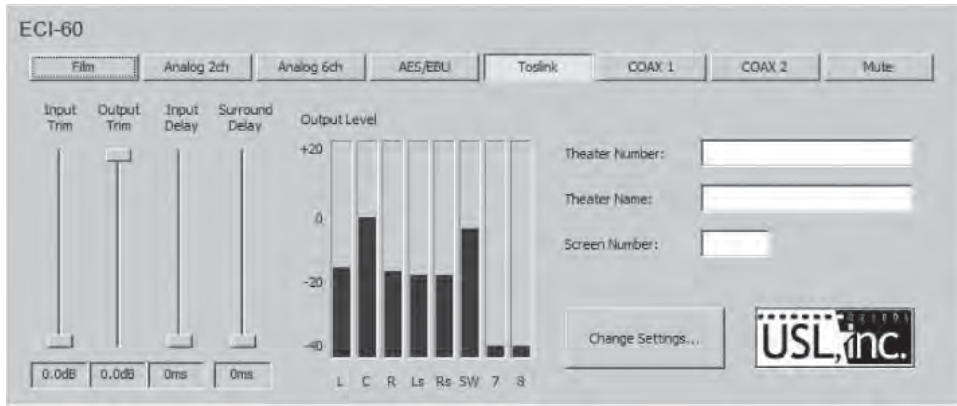 ECI-60
Film Analog 2ch Analog 6ch AES/EBU Toslink COAX 1 COAX 2 Mute
Input Trim Output Trim Input Delay Surround Delay
Output Level
+20
0
-20
-40
L C R Ls Rs SW 7 8
0.0dB 0.0dB 0ms 0ms
Theater Number:
Theater Name:
Screen Number:
Change Settings...
USL, inc.